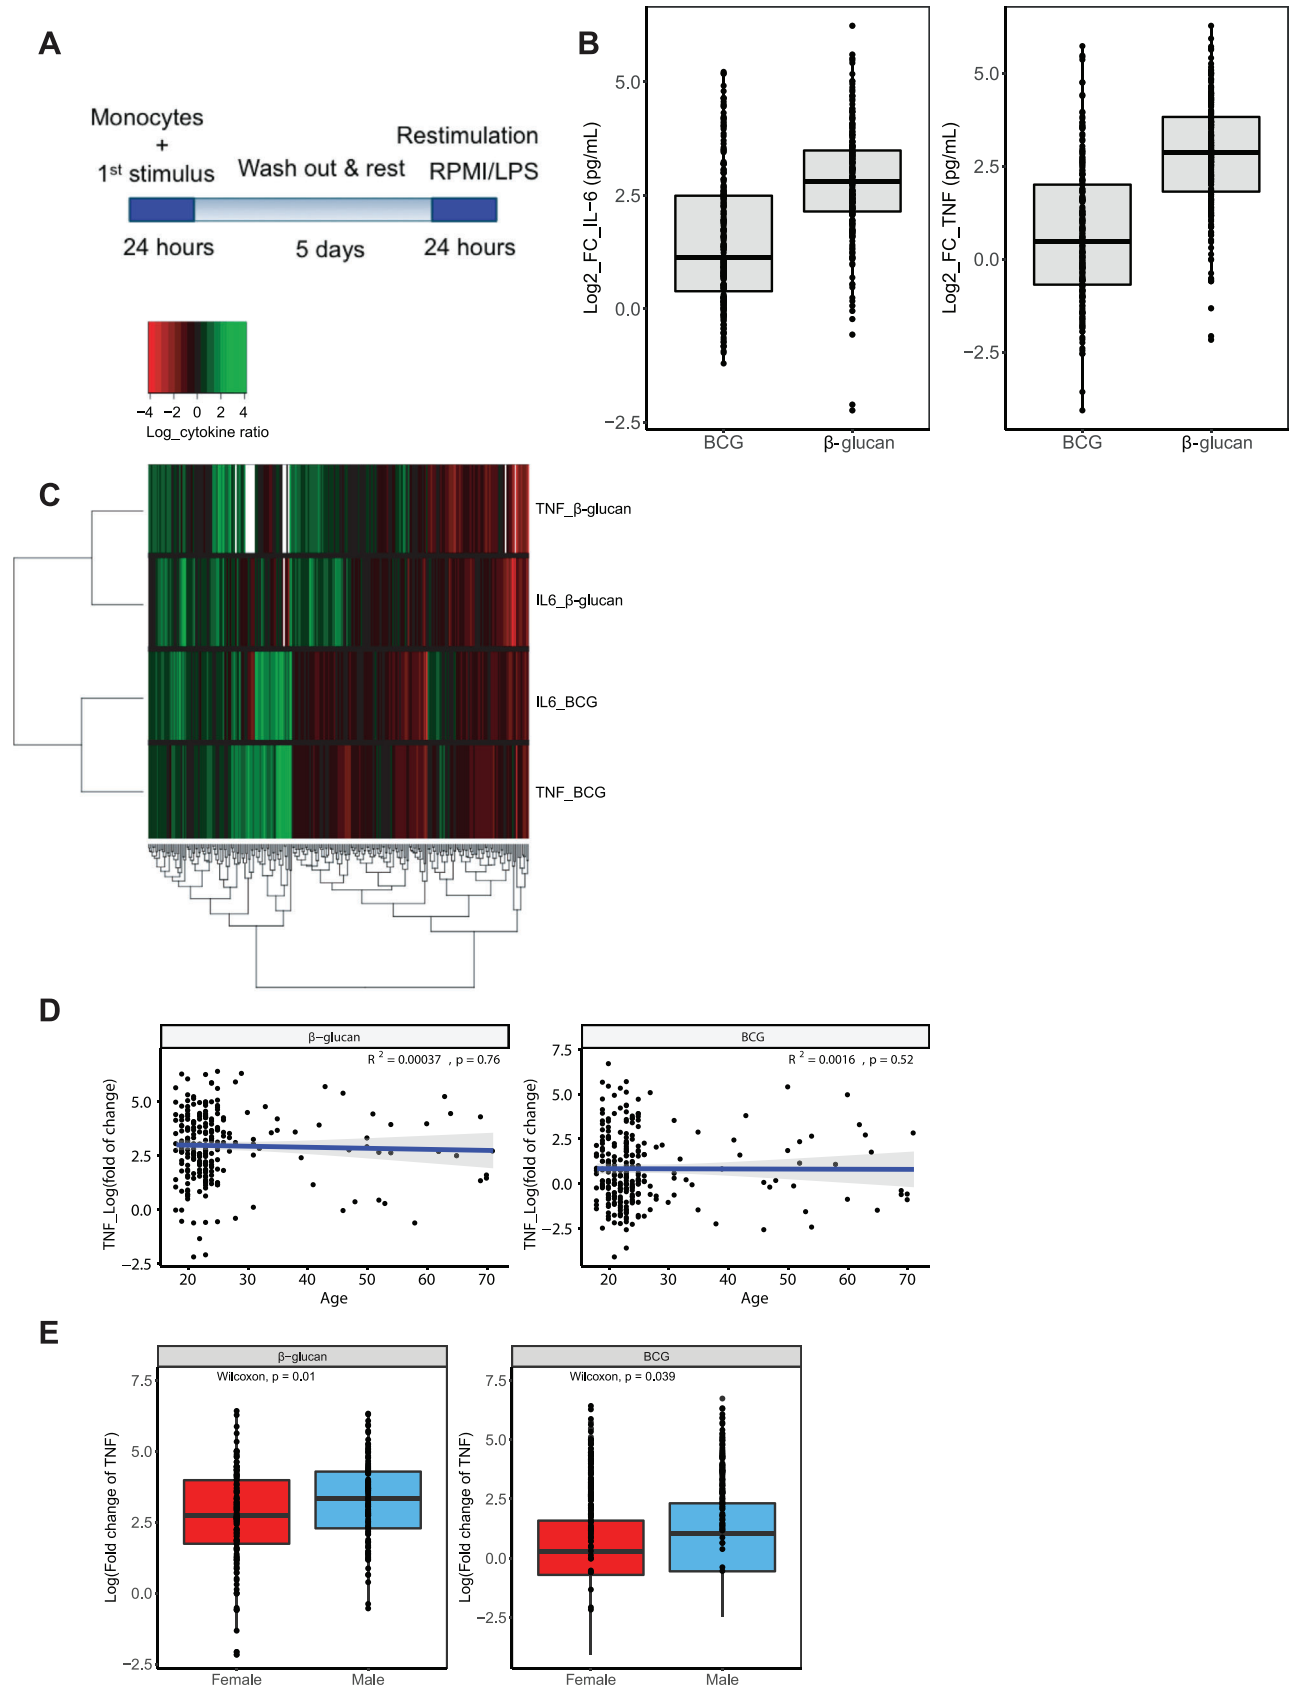 A
Monocytes
+
1st stimulus
Wash out & rest
Restimulation
RPMI/LPS
24 hours
5 days
24 hours
−4 −2 0 2 4
Log_cytokine ratio
B
Log2_FC_IL−6 (pg/mL)
5.0
2.5
0.0
−2.5
BCG
β-glucan
Log2_FC_TNF (pg/mL)
5.0
2.5
0.0
−2.5
BCG
β-glucan
C
TNF_β-glucan
IL6_β-glucan
IL6_BCG
TNF_BCG
D
β−glucan
R 2 = 0.00037 , p = 0.76
TNF_Log(fold of change)
5.0
2.5
0.0
−2.5
20 30 40 50 60 70
Age
BCG
R 2 = 0.0016 , p = 0.52
TNF_Log(fold of change)
7.5
5.0
2.5
0.0
−2.5
20 30 40 50 60 70
Age
E
β−glucan
Wilcoxon, p = 0.01
Log(Fold change of TNF)
7.5
5.0
2.5
0.0
−2.5
Female
Male
BCG
Wilcoxon, p = 0.039
Log(Fold change of TNF)
7.5
5.0
2.5
0.0
−2.5
Female
Male